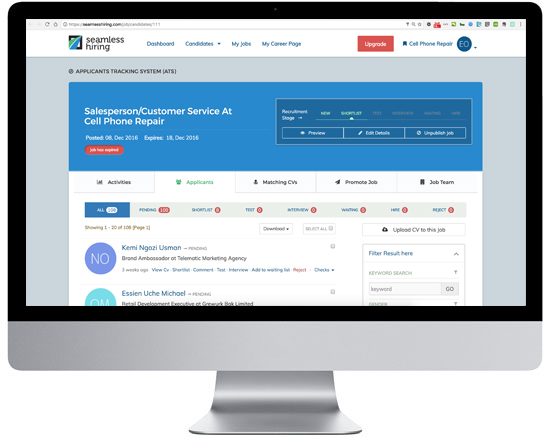 https://seamlesshiring.com/job/candidates/111
seamless
hiring
Dashboard Candidates My Jobs My Career Page Upgrade Cell Phone Repair EO
APPLICANTS TRACKING SYSTEM (ATS)
Salesperson/Customer Service At
Cell Phone Repair
Posted: 08, Dec 2016 Expires: 18, Dec 2016
Job has expired
Recruitment
Stage → NEW SHORTLIST TEST INTERVIEW WAITING HIRE
Preview Edit Details Unpublish Job
Activities Applicants Matching CVs Promote Job Job Team
ALL 108 PENDING 100 SHORTLIST 8 TEST 0 INTERVIEW 0 WAITING 0 HIRE 0 REJECT 0
Showing 1 - 20 of 108 (Page 1) Download SELECT ALL Upload CV to this job
NO
Kemi Ngozi Usman → PENDING
Brand Ambassador at Telematic Marketing Agency
3 weeks ago View Cv · Shortlist · Comment · Test · Interview · Add to waiting list · Reject · Checks
Filter Result here
KEYWORD SEARCH
keyword GO
GENDER
OM
Essien Uche Michael → PENDING
Retail Development Executive at Grewurk Bok Limited